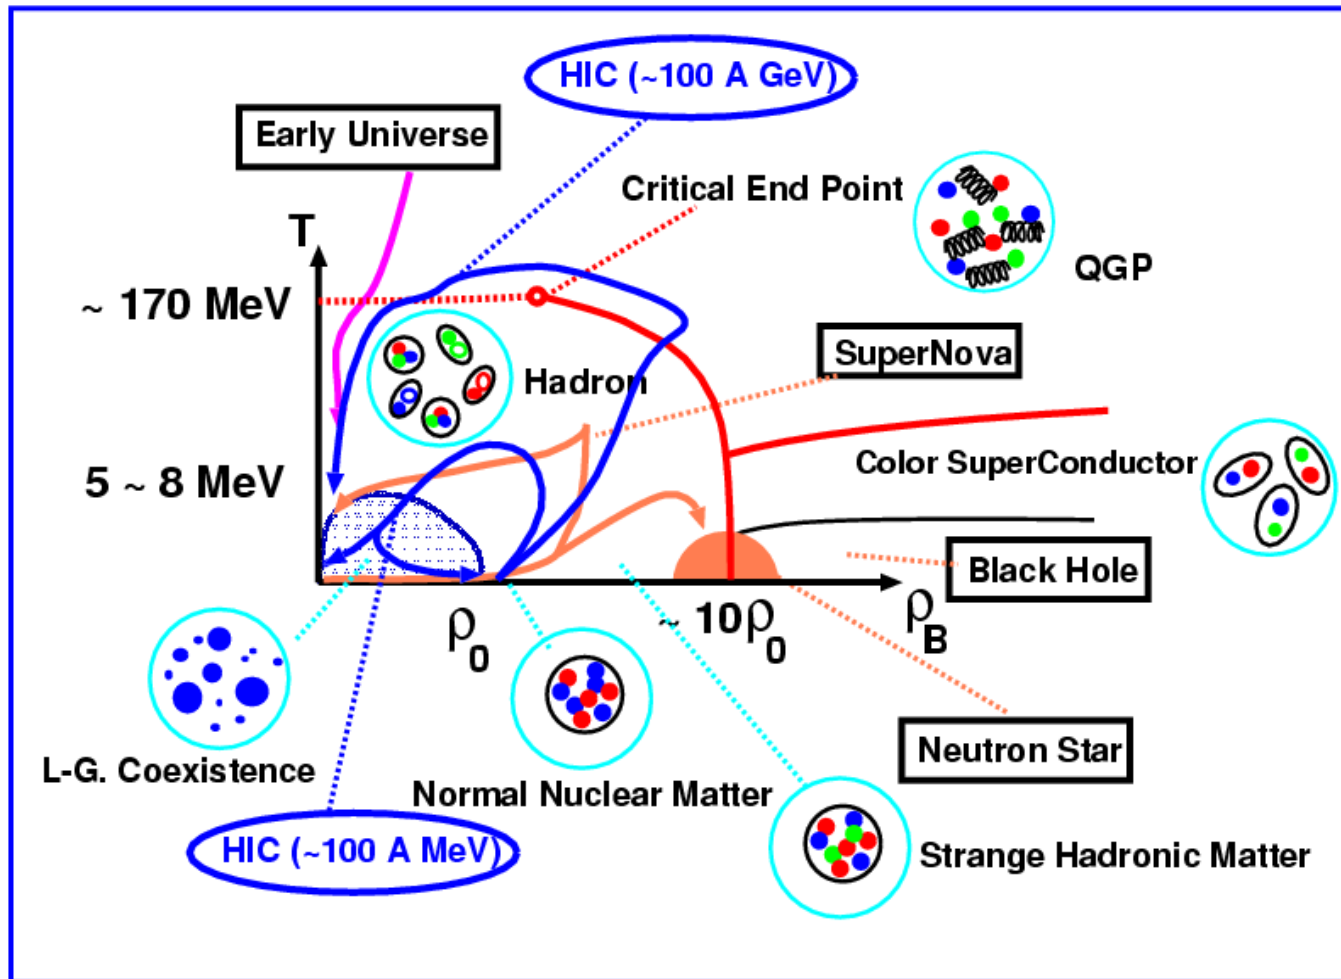 HIC (~100 A GeV)
Early Universe
Critical End Point
T
QGP
~ 170 MeV
SuperNova
Hadron
Color SuperConductor
5 ~ 8 MeV
Black Hole
ρ0
~ 10ρ0
ρB
Neutron Star
L-G. Coexistence
Normal Nuclear Matter
HIC (~100 A MeV)
Strange Hadronic Matter